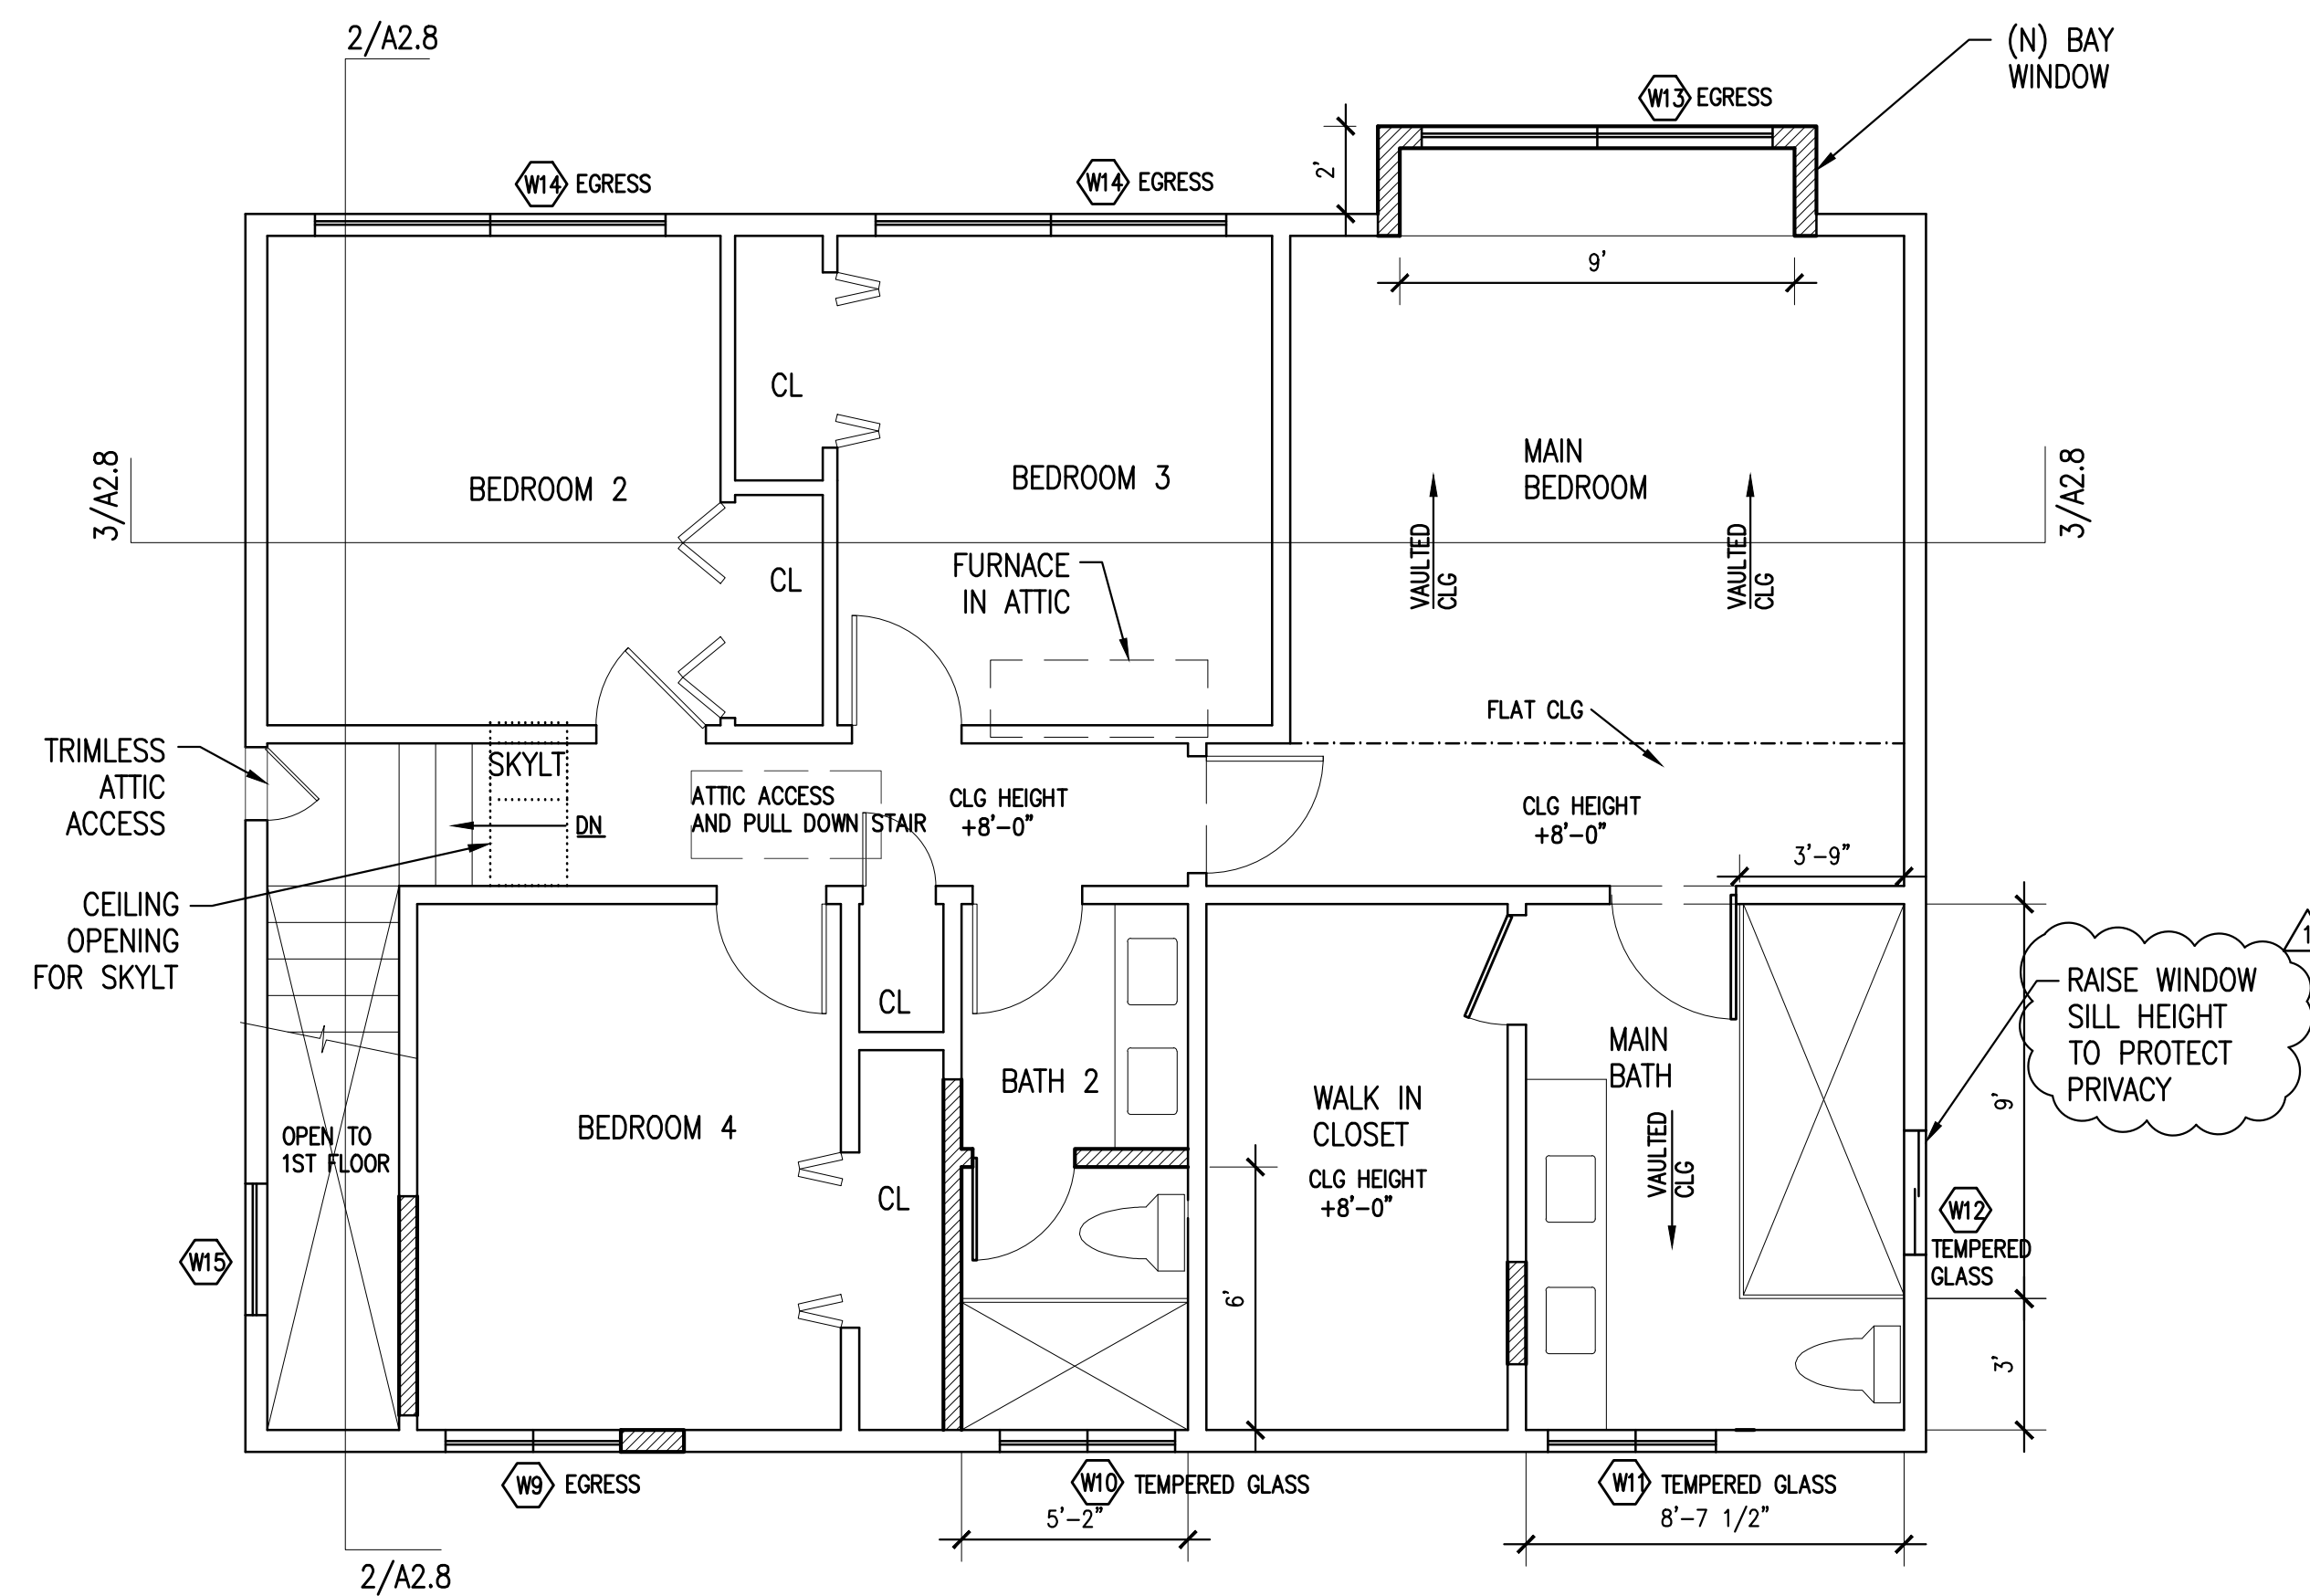 2/A2.8
(N) BAY
WINDOW
W13 EGRESS
W14 EGRESS
W14 EGRESS
2'
9'
CL
MAIN
BEDROOM
BEDROOM 2
BEDROOM 3
3/A2.8
3/A2.8
VAULTED
CLG
VAULTED
CLG
FURNACE
IN ATTIC
CL
FLAT CLG
TRIMLESS
ATTIC
ACCESS
SKYLT
ATTIC ACCESS
AND PULL DOWN STAIR
CLG HEIGHT
+8'-0"
CLG HEIGHT
+8'-0"
DN
3'-9"
CEILING
OPENING
FOR SKYLT
1
RAISE WINDOW
SILL HEIGHT
TO PROTECT
PRIVACY
CL
MAIN
BATH
BATH 2
WALK IN
CLOSET
CLG HEIGHT
+8'-0"
9'
BEDROOM 4
OPEN TO
1ST FLOOR
VAULTED
CLG
CL
W12
TEMPERED
GLASS
W15
6'
3'
W9 EGRESS
W10 TEMPERED GLASS
W11 TEMPERED GLASS
5'-2"
8'-7 1/2"
2/A2.8